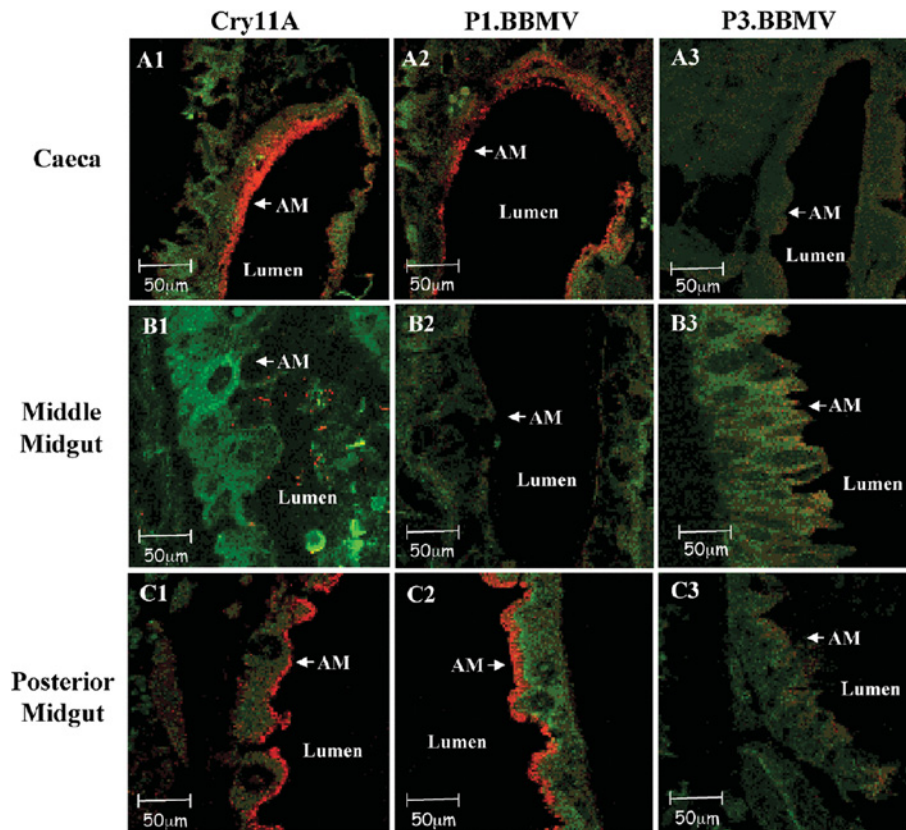 Cry11A P1.BBMV P3.BBMV
Caeca
A1 AM Lumen 50μm
A2 AM Lumen 50μm
A3 AM Lumen 50μm
Middle
Midgut
B1 AM Lumen 50μm
B2 AM Lumen 50μm
B3 AM Lumen 50μm
Posterior
Midgut
C1 AM Lumen 50μm
C2 AM Lumen 50μm
C3 AM Lumen 50μm